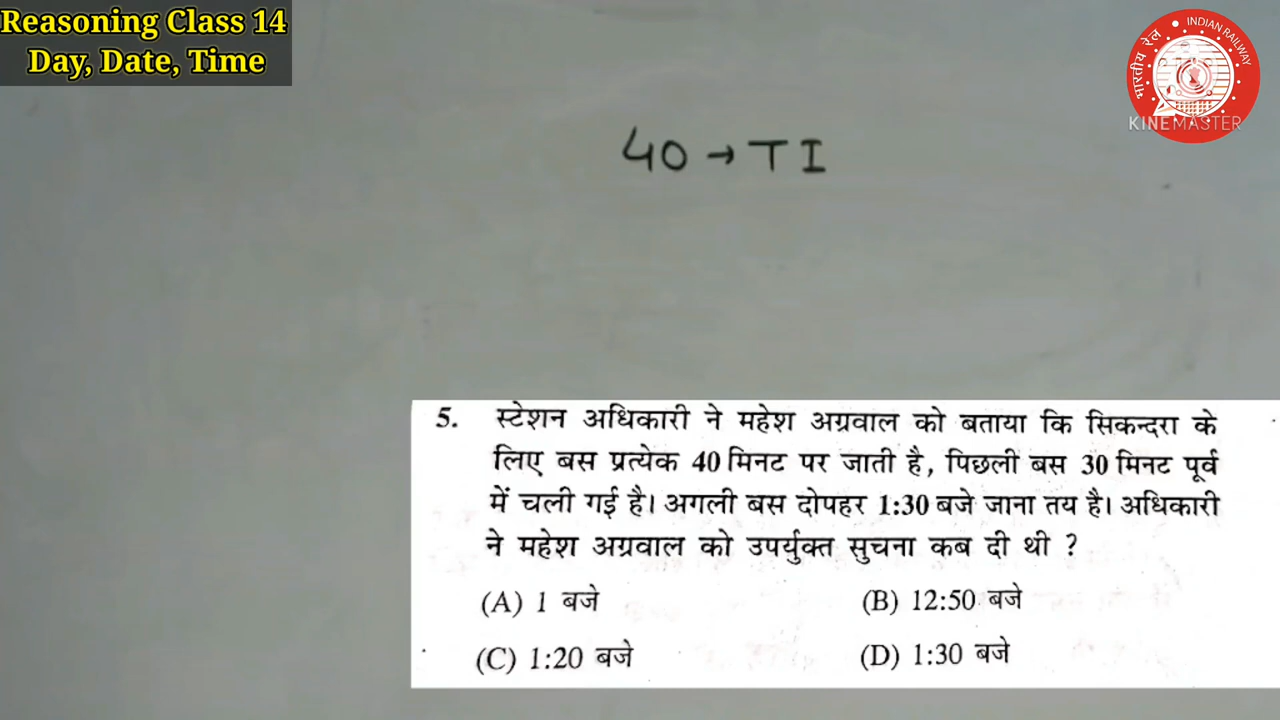 Reasoning Class 14
Day, Date, Time
भारतीय रेल
INDIAN RAILWAY
KINEMASTER
40 → TI
5. स्टेशन अधिकारी ने महेश अग्रवाल को बताया कि सिकन्दरा के
लिए बस प्रत्येक 40 मिनट पर जाती है, पिछली बस 30 मिनट पूर्व
में चली गई है। अगली बस दोपहर 1:30 बजे जाना तय है। अधिकारी
ने महेश अग्रवाल को उपर्युक्त सुचना कब दी थी ?
(A) 1 बजे (B) 12:50 बजे
(C) 1:20 बजे (D) 1:30 बजे